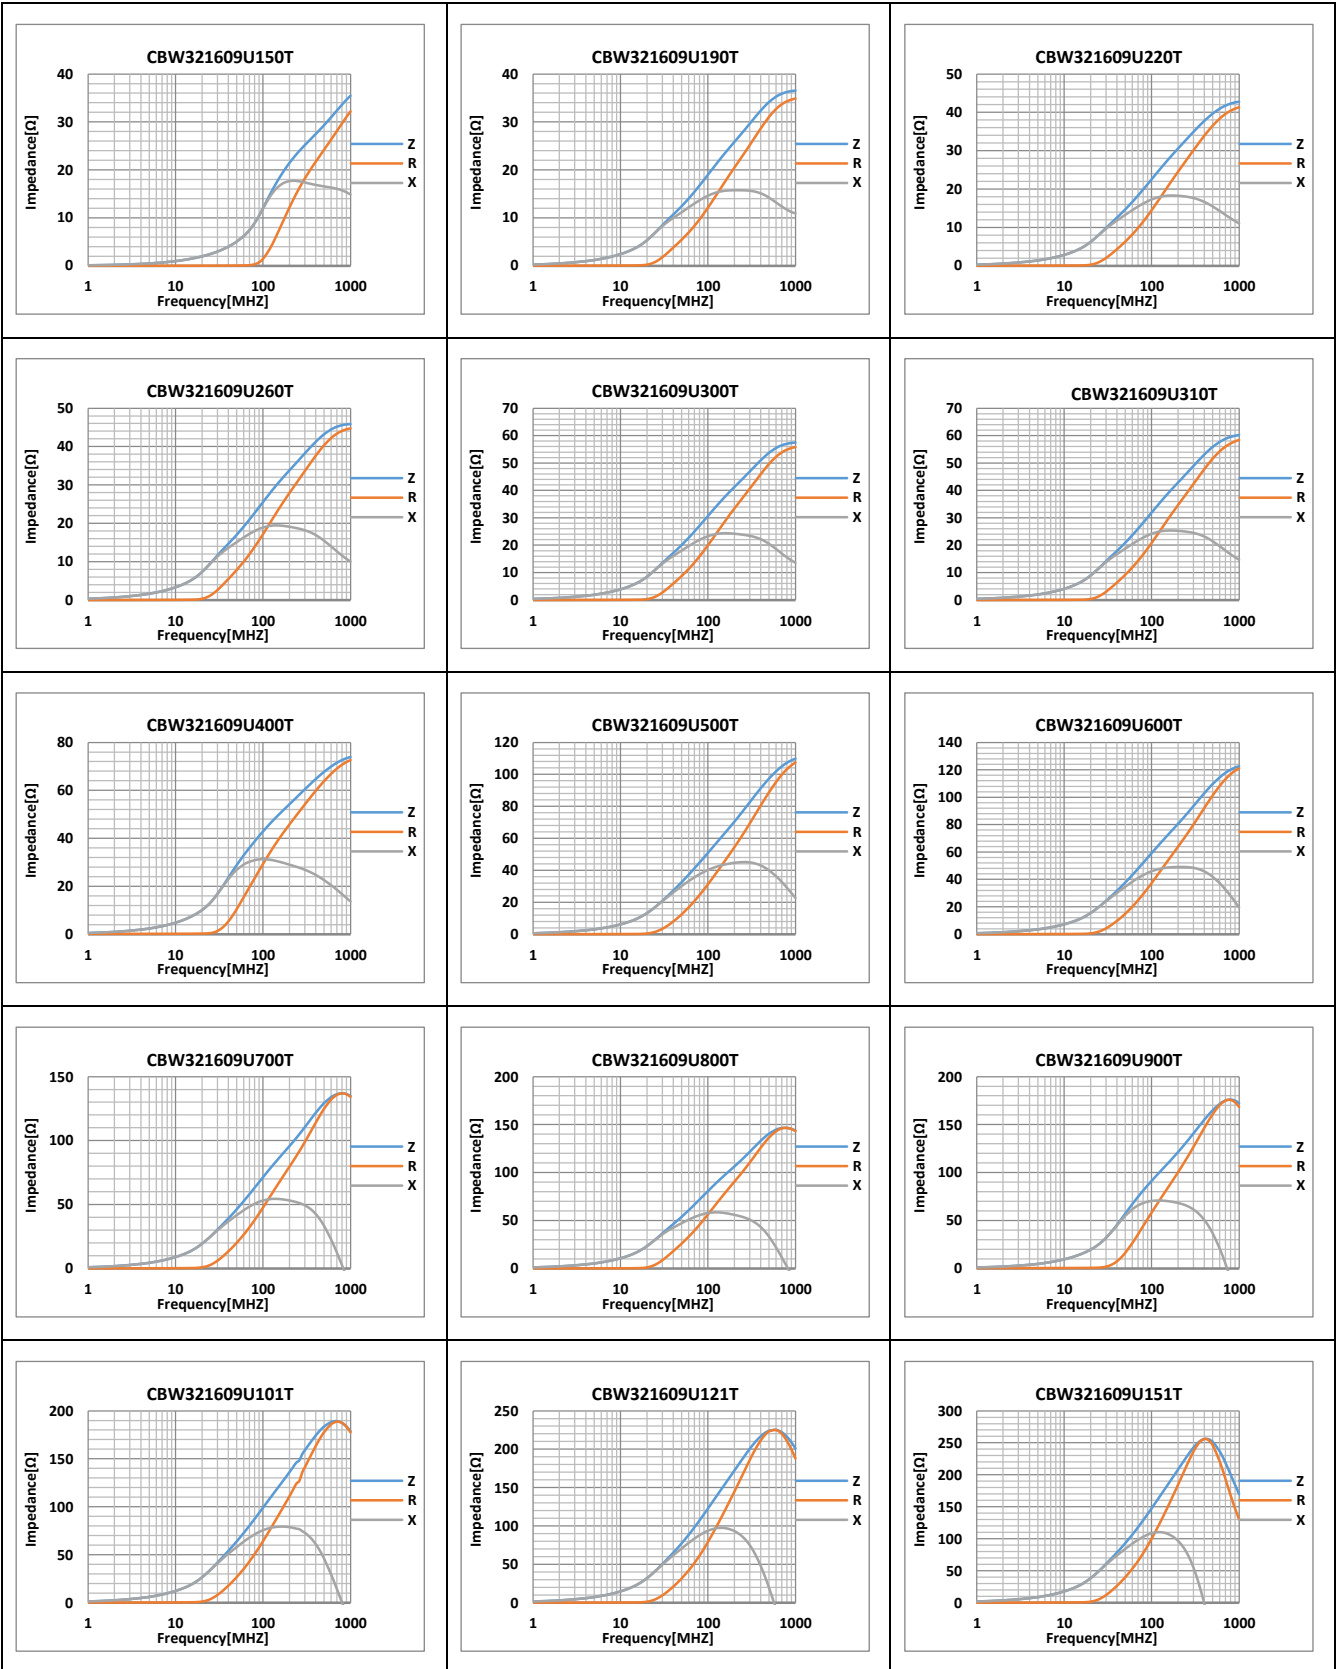 CBW321609U150T
40
30
20
10
0
Impedance[Ω]
1 10 100 1000
Frequency[MHZ]
Z
R
X
CBW321609U190T
40
30
20
10
0
Impedance[Ω]
1 10 100 1000
Frequency[MHZ]
Z
R
X
CBW321609U220T
50
40
30
20
10
0
Impedance[Ω]
1 10 100 1000
Frequency[MHZ]
Z
R
X
CBW321609U260T
50
40
30
20
10
0
Impedance[Ω]
1 10 100 1000
Frequency[MHZ]
Z
R
X
CBW321609U300T
70
60
50
40
30
20
10
0
Impedance[Ω]
1 10 100 1000
Frequency[MHZ]
Z
R
X
CBW321609U310T
70
60
50
40
30
20
10
0
Impedance[Ω]
1 10 100 1000
Frequency[MHZ]
Z
R
X
CBW321609U400T
80
60
40
20
0
Impedance[Ω]
1 10 100 1000
Frequency[MHZ]
Z
R
X
CBW321609U500T
120
100
80
60
40
20
0
Impedance[Ω]
1 10 100 1000
Frequency[MHZ]
Z
R
X
CBW321609U600T
140
120
100
80
60
40
20
0
Impedance[Ω]
1 10 100 1000
Frequency[MHZ]
Z
R
X
CBW321609U700T
150
100
50
0
Impedance[Ω]
1 10 100 1000
Frequency[MHZ]
Z
R
X
CBW321609U800T
200
150
100
50
0
Impedance[Ω]
1 10 100 1000
Frequency[MHZ]
Z
R
X
CBW321609U900T
200
150
100
50
0
Impedance[Ω]
1 10 100 1000
Frequency[MHZ]
Z
R
X
CBW321609U101T
200
150
100
50
0
Impedance[Ω]
1 10 100 1000
Frequency[MHZ]
Z
R
X
CBW321609U121T
250
200
150
100
50
0
Impedance[Ω]
1 10 100 1000
Frequency[MHZ]
Z
R
X
CBW321609U151T
300
250
200
150
100
50
0
Impedance[Ω]
1 10 100 1000
Frequency[MHZ]
Z
R
X